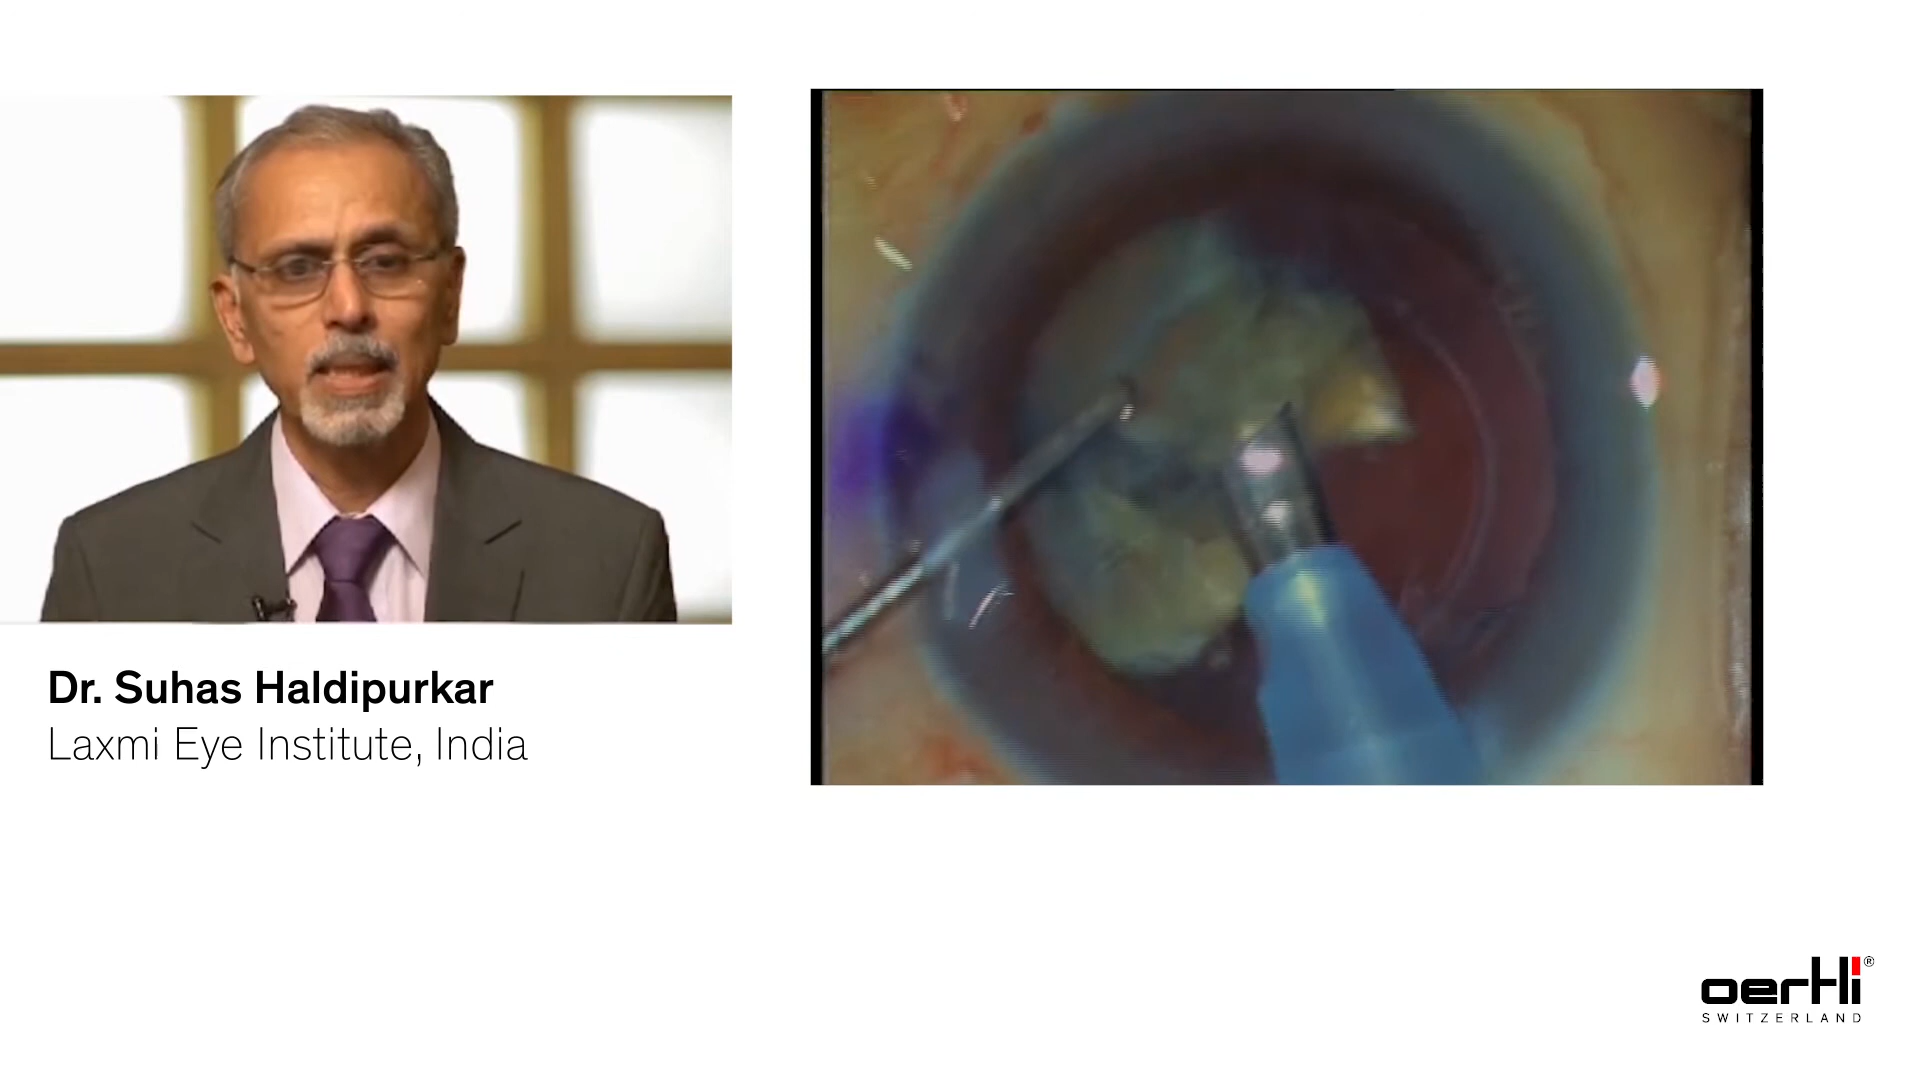 Dr. Suhas Haldipurkar
Laxmi Eye Institute, India
oertli®
SWITZERLAND